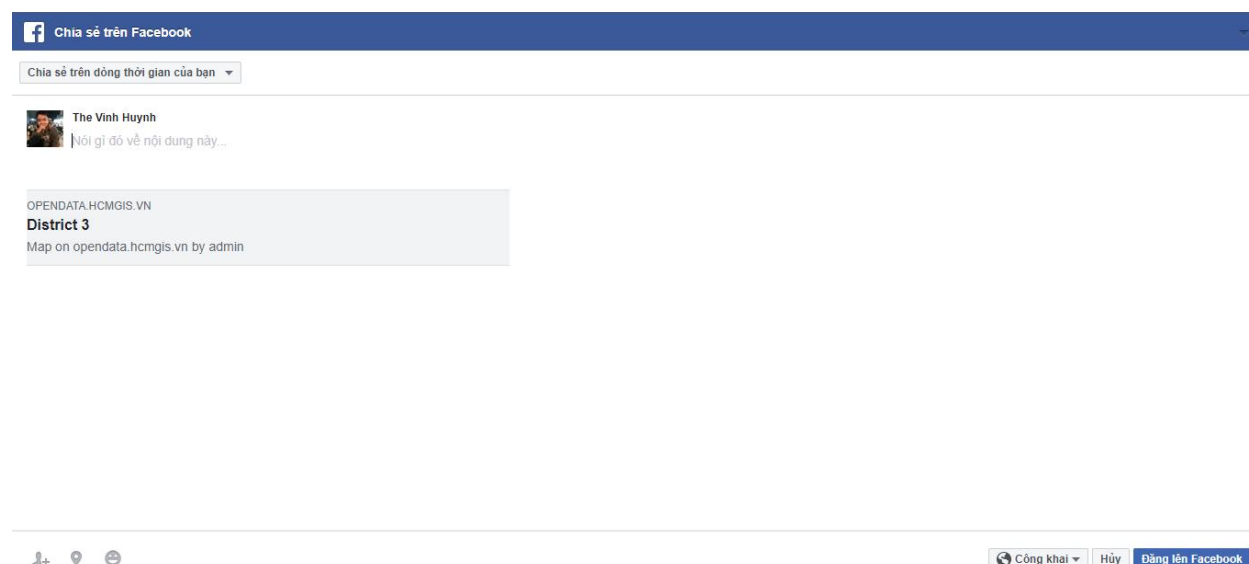 Chia sẻ trên Facebook
Chia sẻ trên dòng thời gian của bạn
The Vinh Huynh
Nói gì đó về nội dung này...
OPENDATA.HCMGIS.VN
District 3
Map on opendata.hcmgis.vn by admin
Công khai Hủy Đăng lên Facebook